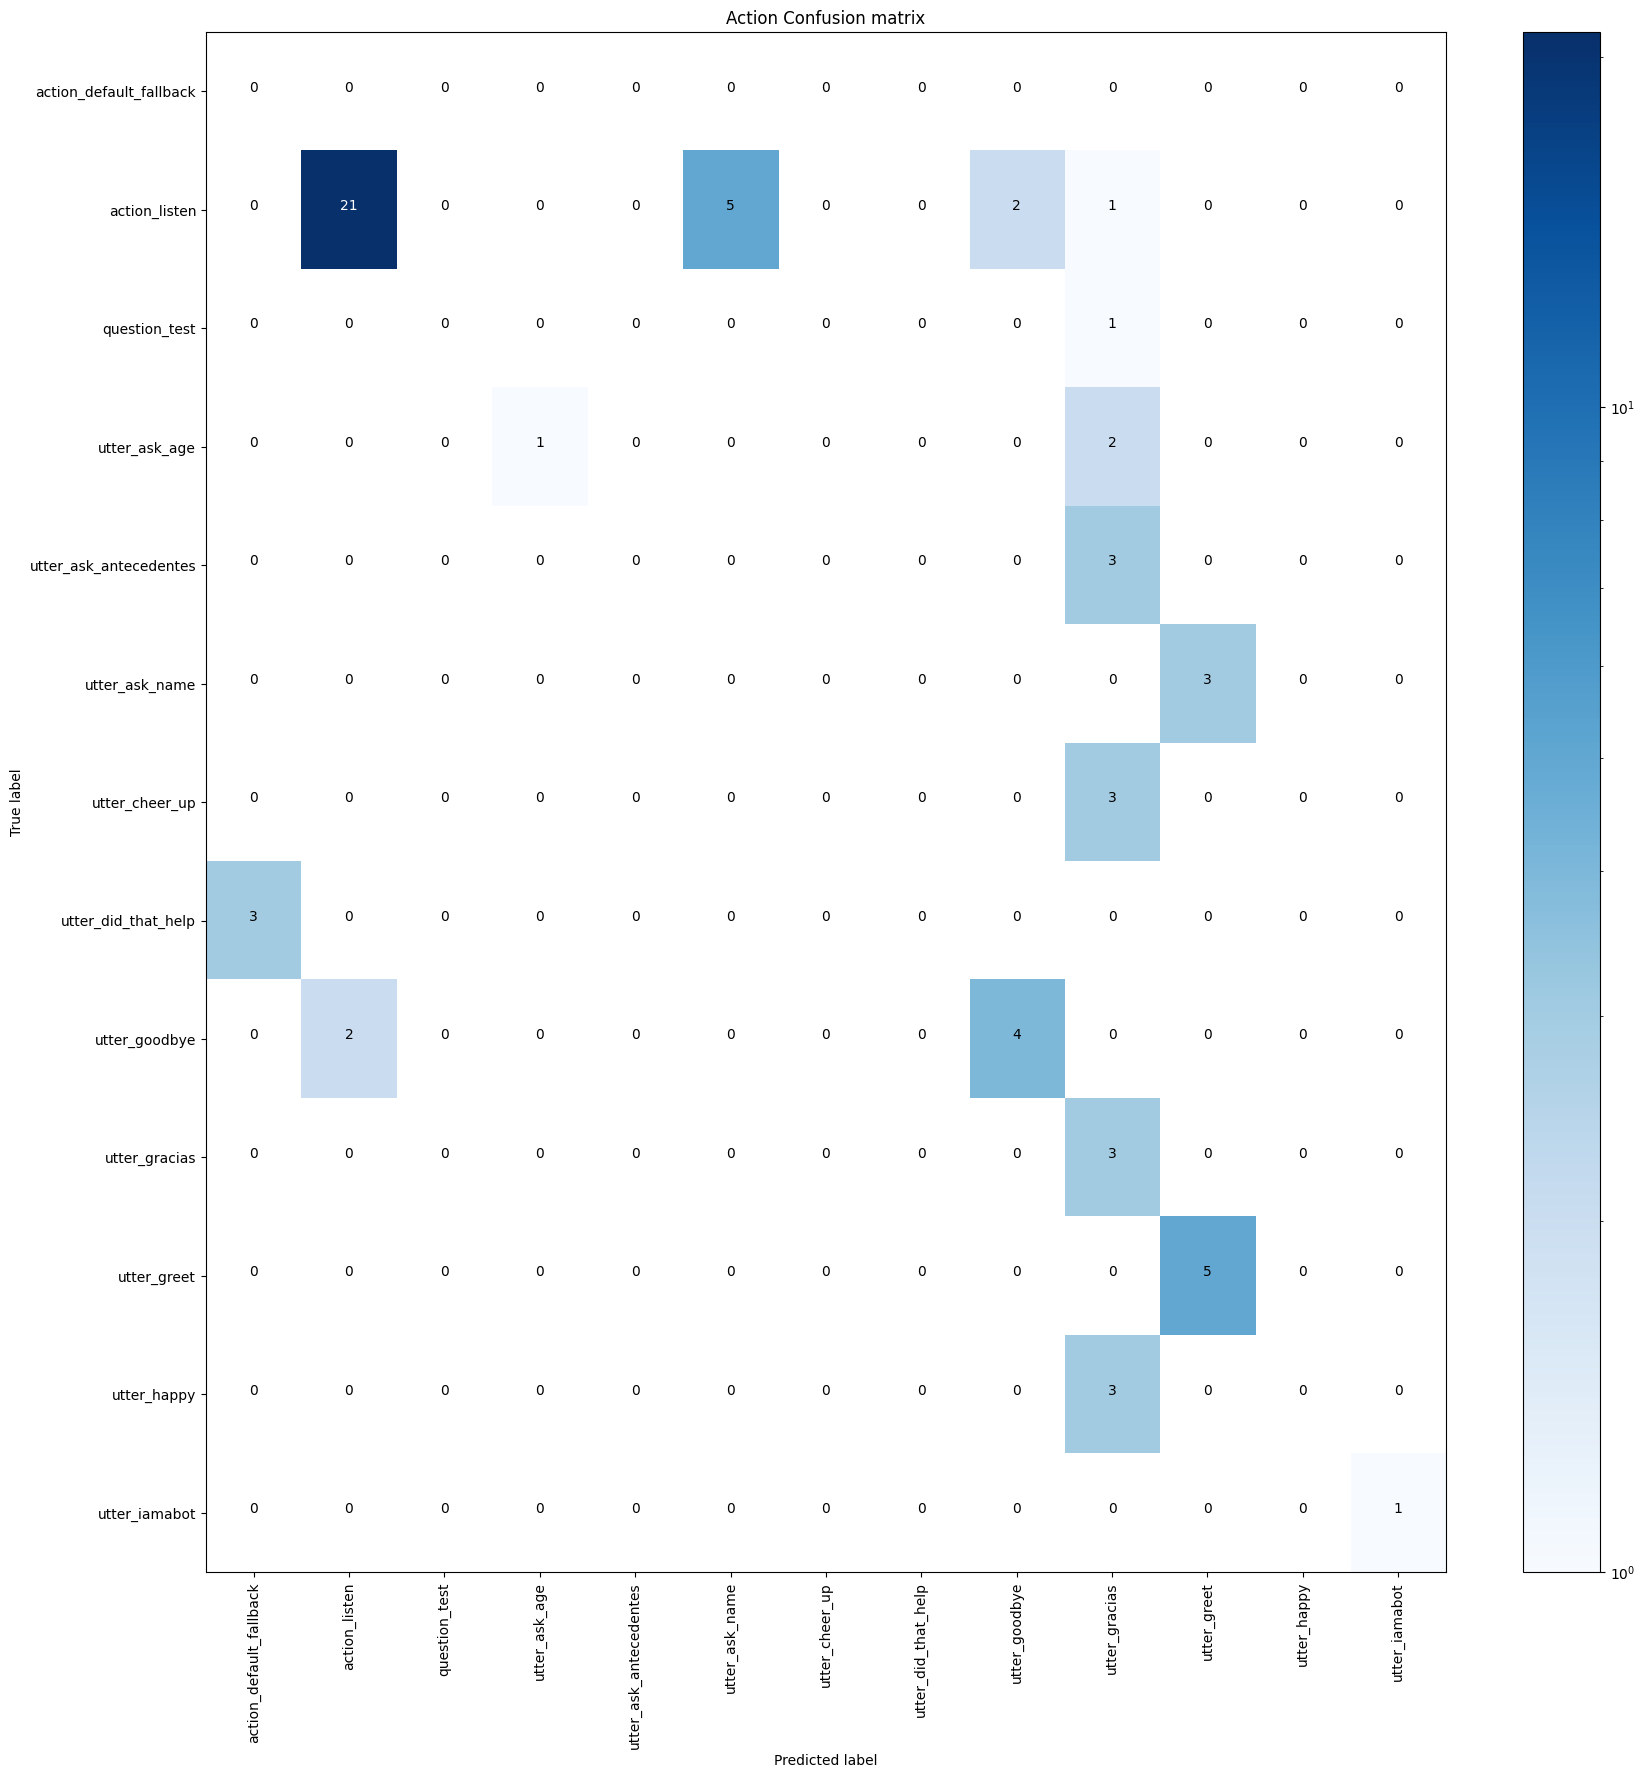 Action Confusion matrix
action_default_fallback 0 0 0 0 0 0 0 0 0 0 0 0 0
action_listen 0 21 0 0 0 5 0 0 2 1 0 0 0
question_test 0 0 0 0 0 0 0 0 0 1 0 0 0
10¹
utter_ask_age 0 0 0 1 0 0 0 0 0 2 0 0 0
utter_ask_antecedentes 0 0 0 0 0 0 0 0 0 3 0 0 0
utter_ask_name 0 0 0 0 0 0 0 0 0 0 3 0 0
True label
utter_cheer_up 0 0 0 0 0 0 0 0 0 3 0 0 0
utter_did_that_help 3 0 0 0 0 0 0 0 0 0 0 0 0
utter_goodbye 0 2 0 0 0 0 0 0 4 0 0 0 0
utter_gracias 0 0 0 0 0 0 0 0 0 3 0 0 0
utter_greet 0 0 0 0 0 0 0 0 0 0 5 0 0
utter_happy 0 0 0 0 0 0 0 0 0 3 0 0 0
utter_iamabot 0 0 0 0 0 0 0 0 0 0 0 0 1
10⁰
action_default_fallback
action_listen
question_test
utter_ask_age
utter_ask_antecedentes
utter_ask_name
utter_cheer_up
utter_did_that_help
utter_goodbye
utter_gracias
utter_greet
utter_happy
utter_iamabot
Predicted label